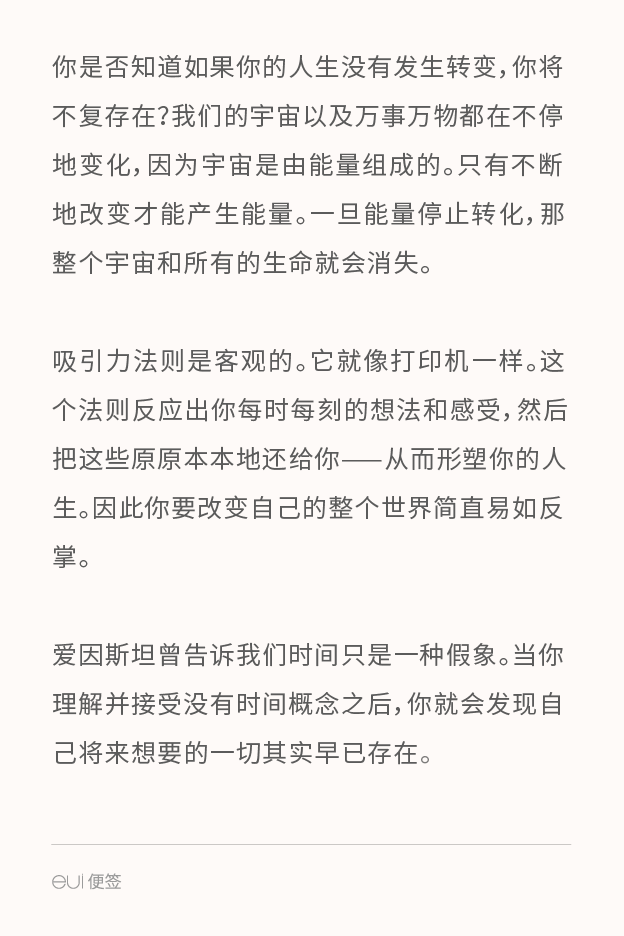 你是否知道如果你的人生没有发生转变，你将
不复存在？我们的宇宙以及万事万物都在不停
地变化，因为宇宙是由能量组成的。只有不断
地改变才能产生能量。一旦能量停止转化，那
整个宇宙和所有的生命就会消失。
吸引力法则是客观的。它就像打印机一样。这
个法则反应出你每时每刻的想法和感受，然后
把这些原原本本地还给你——从而形塑你的人
生。因此你要改变自己的整个世界简直易如反
掌。
爱因斯坦曾告诉我们时间只是一种假象。当你
理解并接受没有时间概念之后，你就会发现自
己将来想要的一切其实早已存在。
eui 便签